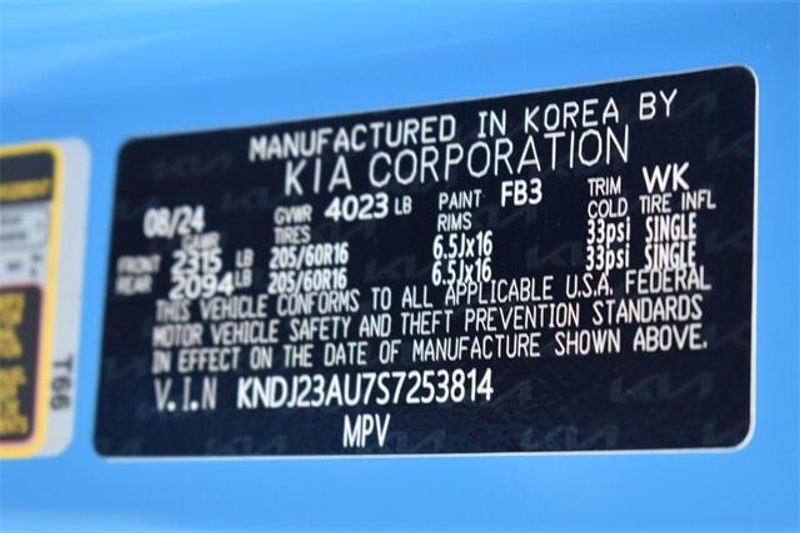 MANUFACTURED IN KOREA BY
KIA CORPORATION
08/24 GVWR 4023 LB PAINT FB3 TRIM WK
GAWR TIRES RIMS COLD TIRE INFL
FRONT 2315 LB 205/60R16 6.5Jx16 33psi SINGLE
REAR 2094 LB 205/60R16 6.5Jx16 33psi SINGLE
THIS VEHICLE CONFORMS TO ALL APPLICABLE U.S.A. FEDERAL
MOTOR VEHICLE SAFETY AND THEFT PREVENTION STANDARDS
IN EFFECT ON THE DATE OF MANUFACTURE SHOWN ABOVE.
V.I.N KNDJ23AU7S7253814
MPV
T66